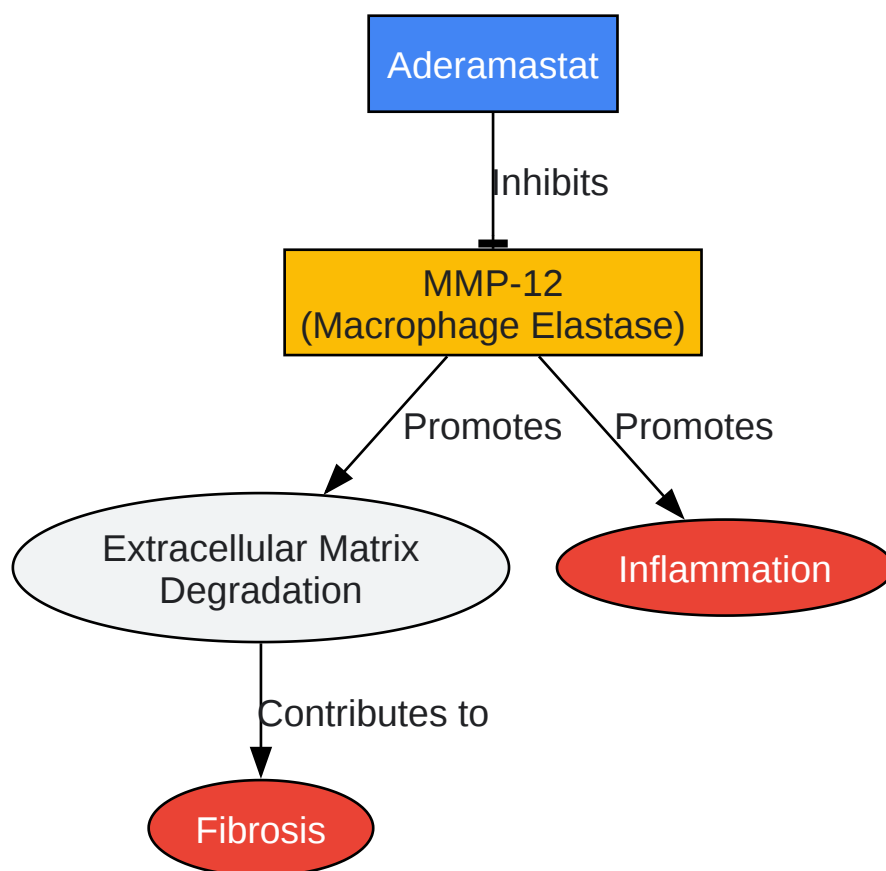 Aderamastat
Inhibits
MMP-12
(Macrophage Elastase)
Promotes
Promotes
Extracellular Matrix
Degradation
Inflammation
Contributes to
Fibrosis